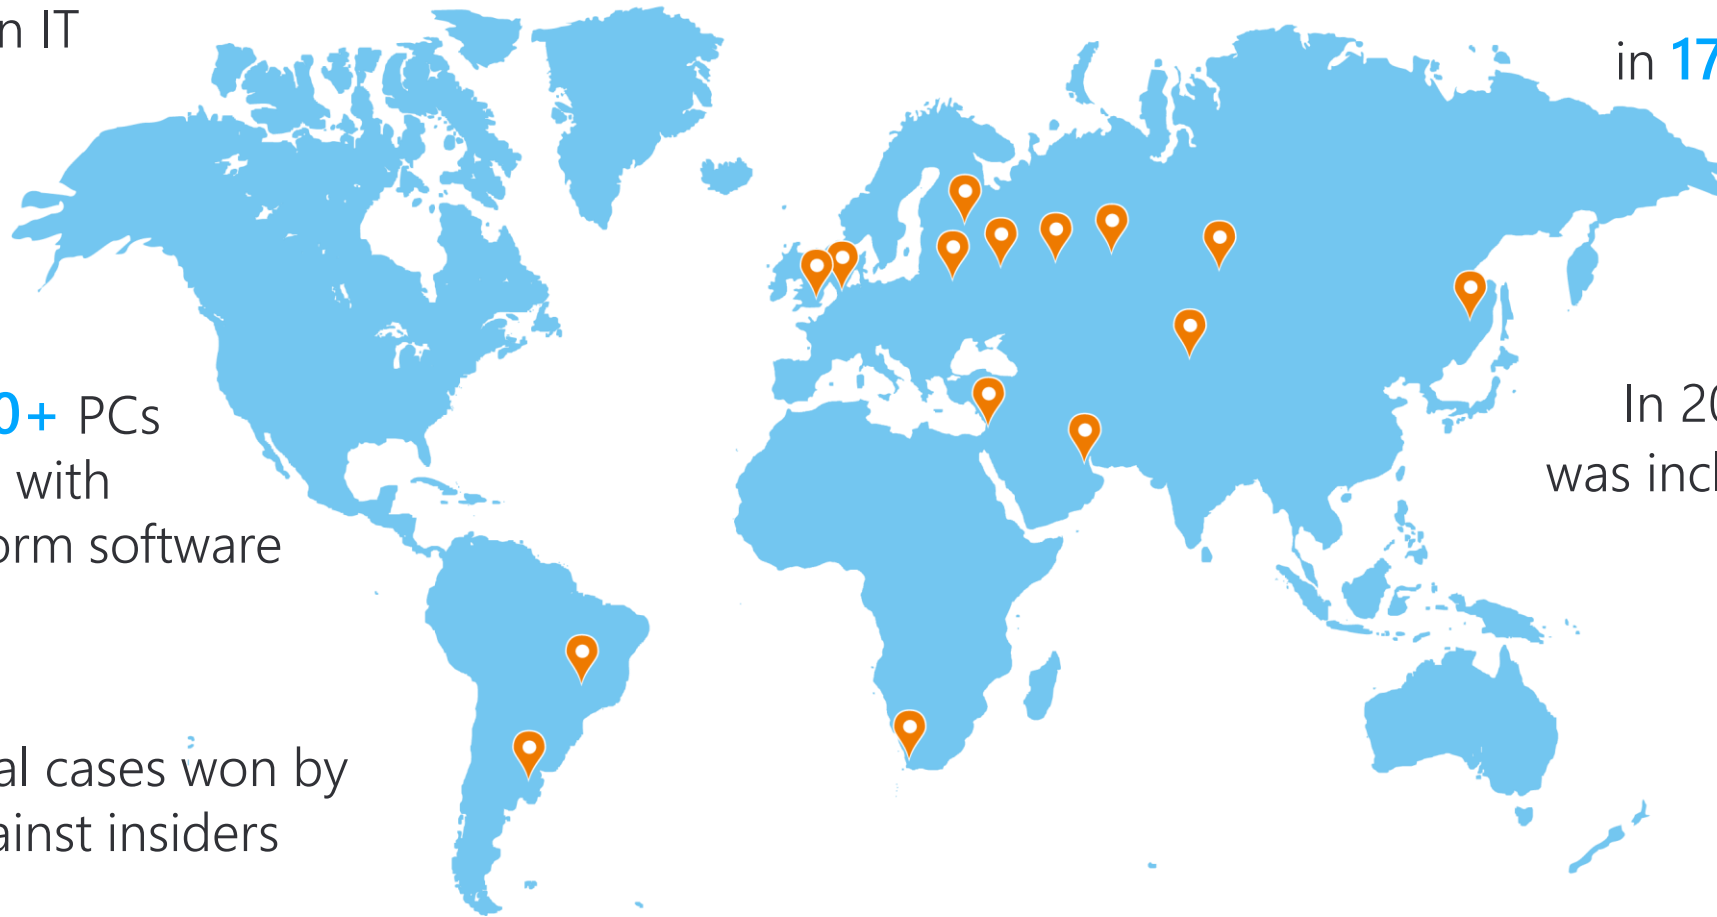 n IT
in 17
0+ PCs
with
orm software
In 20
was incl
al cases won by
ainst insiders